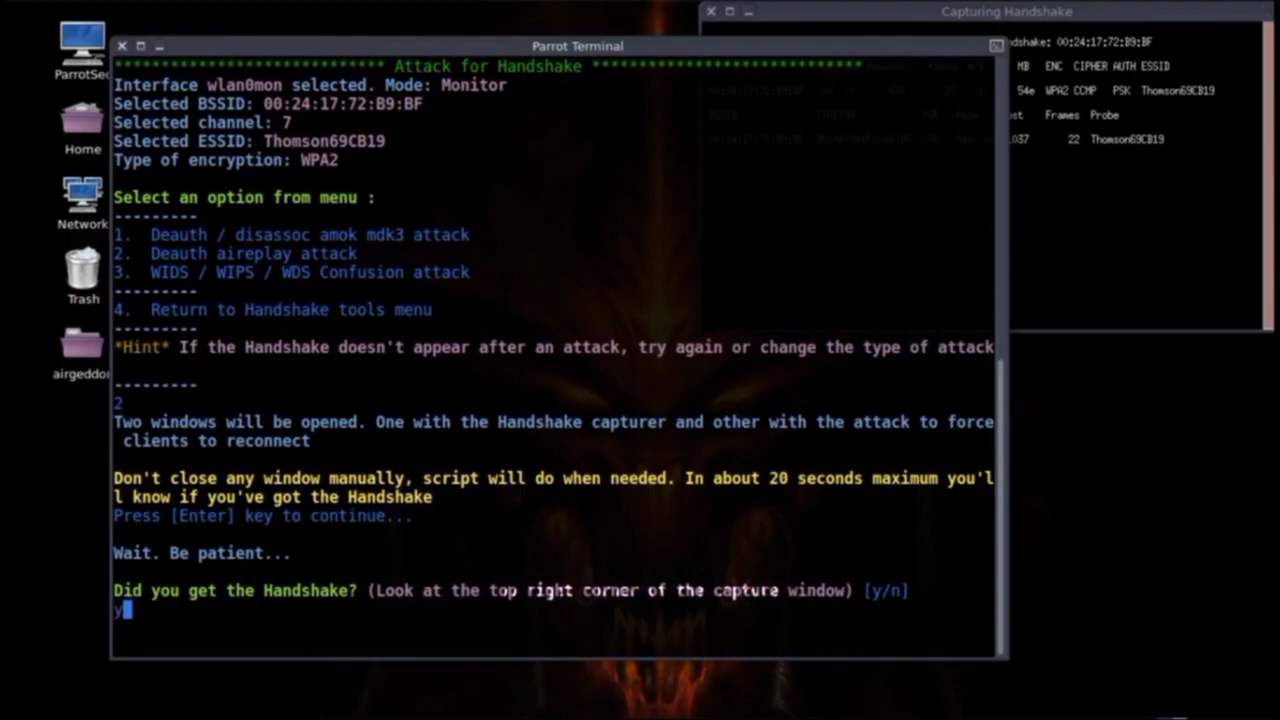 Capturing Handshake
ParrotSec
Parrot Terminal
ndshake: 00:24:17:72:B9:BF
**************************** Attack for Handshake *****************************
Interface wlan0mon selected. Mode: Monitor
MB ENC CIPHER AUTH ESSID
54e WPA2 CCMP PSK Thomson69CB19
Selected BSSID: 00:24:17:72:B9:BF
Selected channel: 7
ost Frames Probe
Selected ESSID: Thomson69CB19
1037 22 Thomson69CB19
Home
Type of encryption: WPA2
Select an option from menu :
---------
Network
1. Deauth / disassoc amok mdk3 attack
2. Deauth aireplay attack
3. WIDS / WIPS / WDS Confusion attack
---------
Trash
4. Return to Handshake tools menu
---------
*Hint* If the Handshake doesn't appear after an attack, try again or change the type of attack
airgeddon
---------
2
Two windows will be opened. One with the Handshake capturer and other with the attack to force
clients to reconnect
Don't close any window manually, script will do when needed. In about 20 seconds maximum you'l
l know if you've got the Handshake
Press [Enter] key to continue...
Wait. Be patient...
Did you get the Handshake? (Look at the top right corner of the capture window) [y/n]
y